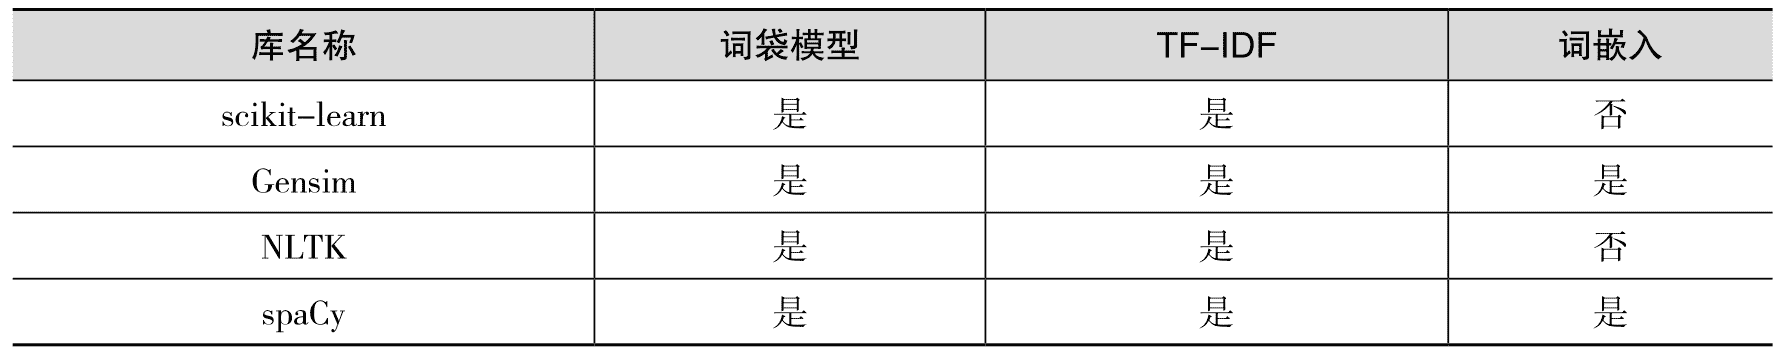 库名称 词袋模型 TF-IDF 词嵌入
scikit-learn 是 是 否
Gensim 是 是 是
NLTK 是 是 否
spaCy 是 是 是